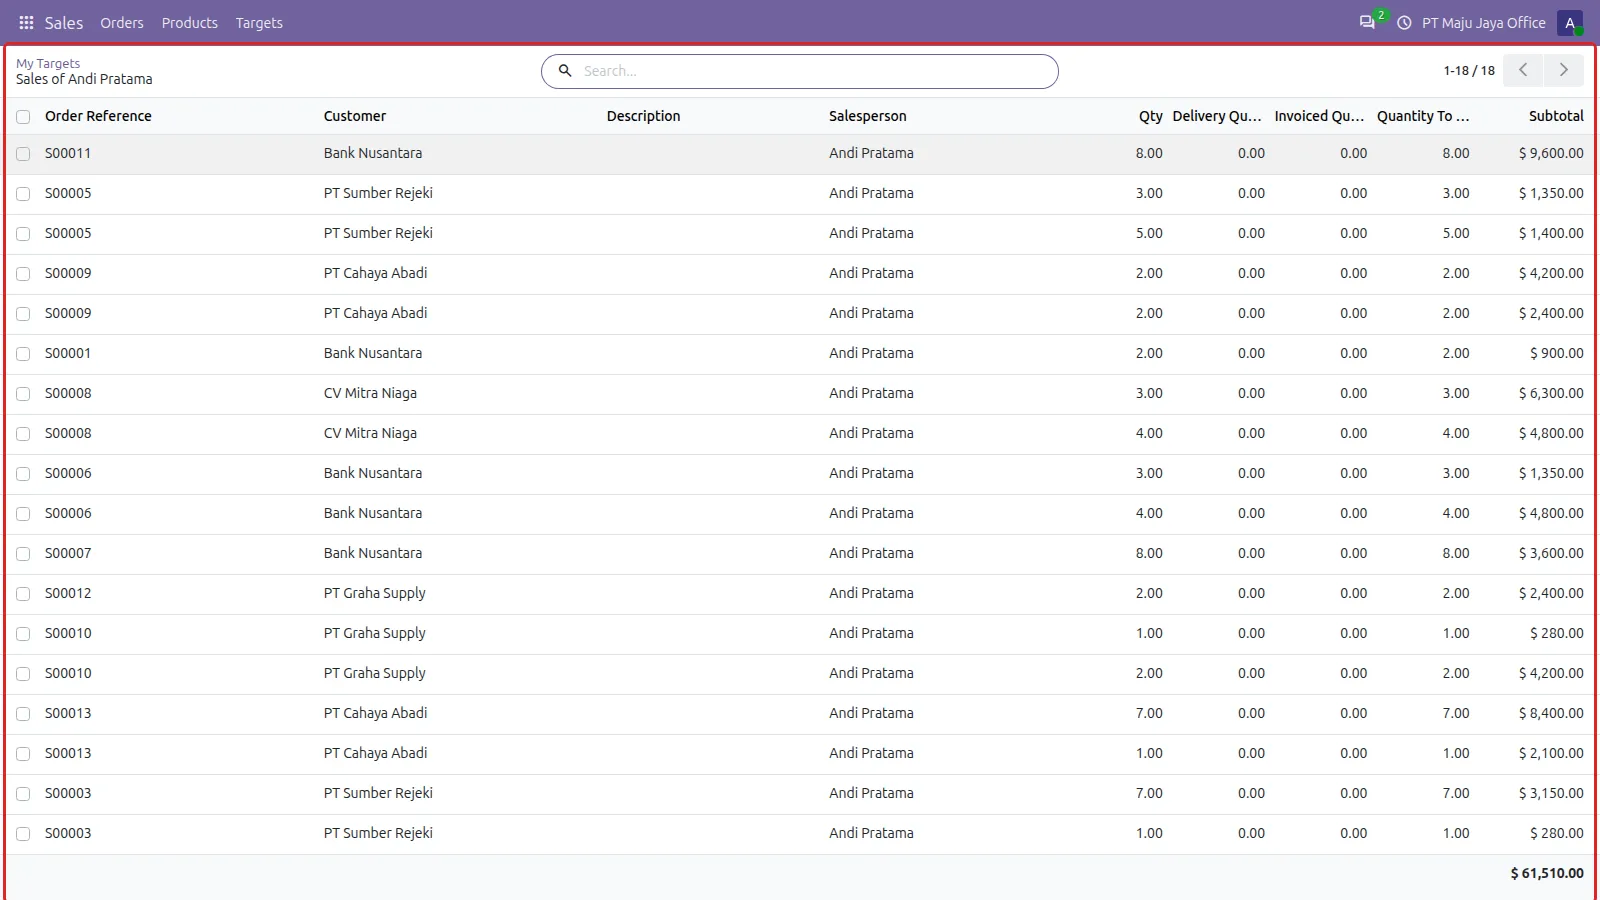 Sales Orders Products Targets 2 PT Maju Jaya Office A
My Targets
Sales of Andi Pratama
Search...
1-18 / 18
Order Reference Customer Description Salesperson Qty Delivery Qu... Invoiced Qu... Quantity To ... Subtotal
S00011 Bank Nusantara Andi Pratama 8.00 0.00 0.00 8.00 $ 9,600.00
S00005 PT Sumber Rejeki Andi Pratama 3.00 0.00 0.00 3.00 $ 1,350.00
S00005 PT Sumber Rejeki Andi Pratama 5.00 0.00 0.00 5.00 $ 1,400.00
S00009 PT Cahaya Abadi Andi Pratama 2.00 0.00 0.00 2.00 $ 4,200.00
S00009 PT Cahaya Abadi Andi Pratama 2.00 0.00 0.00 2.00 $ 2,400.00
S00001 Bank Nusantara Andi Pratama 2.00 0.00 0.00 2.00 $ 900.00
S00008 CV Mitra Niaga Andi Pratama 3.00 0.00 0.00 3.00 $ 6,300.00
S00008 CV Mitra Niaga Andi Pratama 4.00 0.00 0.00 4.00 $ 4,800.00
S00006 Bank Nusantara Andi Pratama 3.00 0.00 0.00 3.00 $ 1,350.00
S00006 Bank Nusantara Andi Pratama 4.00 0.00 0.00 4.00 $ 4,800.00
S00007 Bank Nusantara Andi Pratama 8.00 0.00 0.00 8.00 $ 3,600.00
S00012 PT Graha Supply Andi Pratama 2.00 0.00 0.00 2.00 $ 2,400.00
S00010 PT Graha Supply Andi Pratama 1.00 0.00 0.00 1.00 $ 280.00
S00010 PT Graha Supply Andi Pratama 2.00 0.00 0.00 2.00 $ 4,200.00
S00013 PT Cahaya Abadi Andi Pratama 7.00 0.00 0.00 7.00 $ 8,400.00
S00013 PT Cahaya Abadi Andi Pratama 1.00 0.00 0.00 1.00 $ 2,100.00
S00003 PT Sumber Rejeki Andi Pratama 7.00 0.00 0.00 7.00 $ 3,150.00
S00003 PT Sumber Rejeki Andi Pratama 1.00 0.00 0.00 1.00 $ 280.00
$ 61,510.00